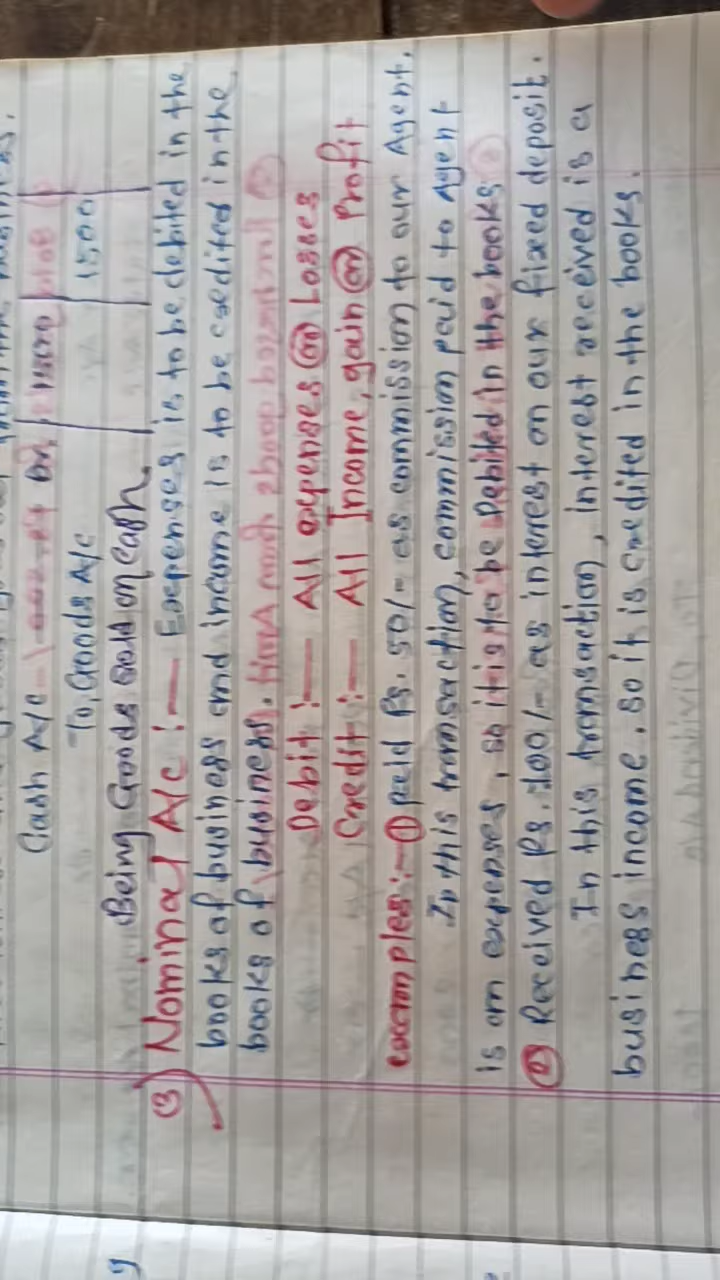 Cash A/c Dr. 1500
To, Goods A/c 1500
Being Goods sold on cash.
③ Nominal A/c :— Expenses is to be debited in the
books of business and income is to be credited in the
books of business.
Debit :— All expenses or Losses
Credit :— All Income, gain or Profit
examples :— ① paid Rs. 50/- as commission to our Agent.
In this transaction, commission paid to Agent
is an expenses, so it is to be Debited in the books
② Received Rs. 200/- as interest on our fixed deposit.
In this transaction, interest received is a
business income. so it is credited in the books.